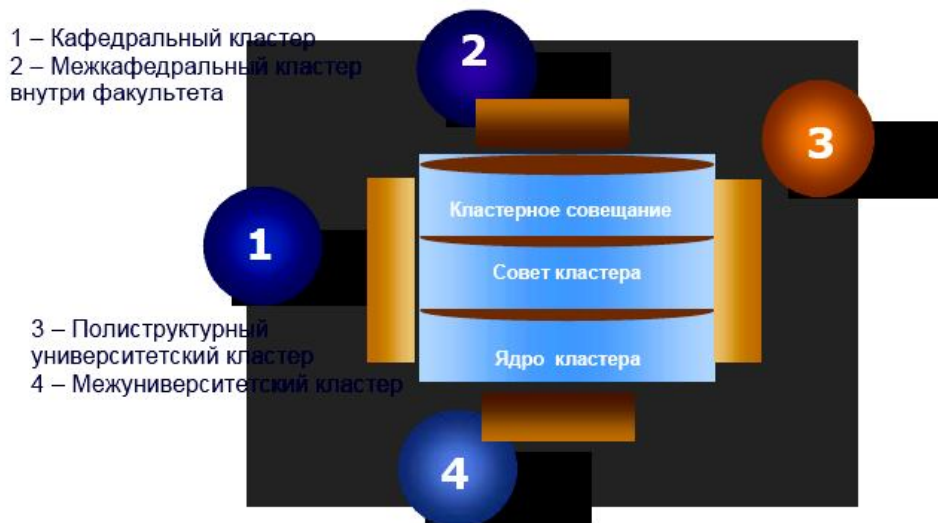 1 – Кафедральный кластер
2 – Межкафедральный кластер
внутри факультета
2
3
Кластерное совещание
1
Совет кластера
3 – Полиструктурный
университетский кластер
4 – Межуниверситетский кластер
Ядро кластера
4